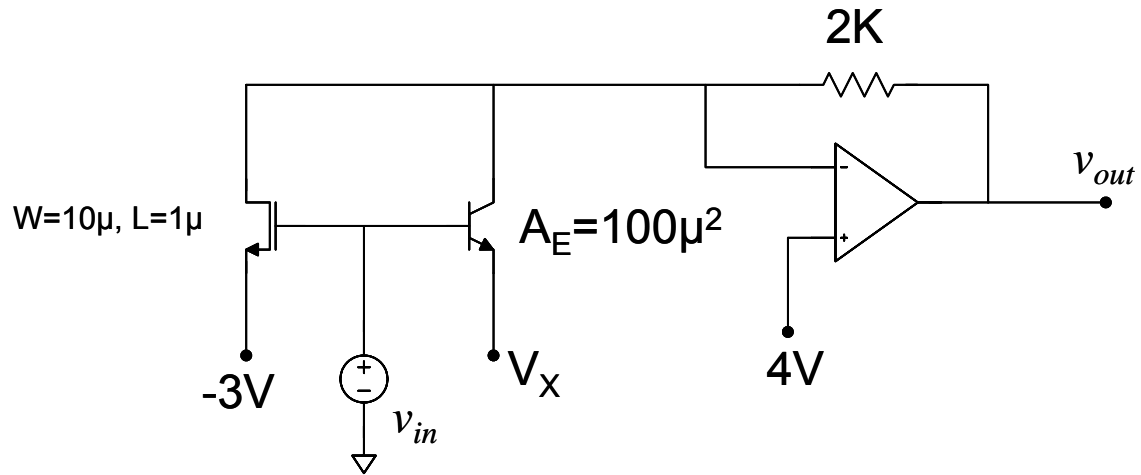 2K
W=10µ, L=1µ
A_E=100µ²
v_out
-3V
v_in
V_X
4V
+
−
-
+